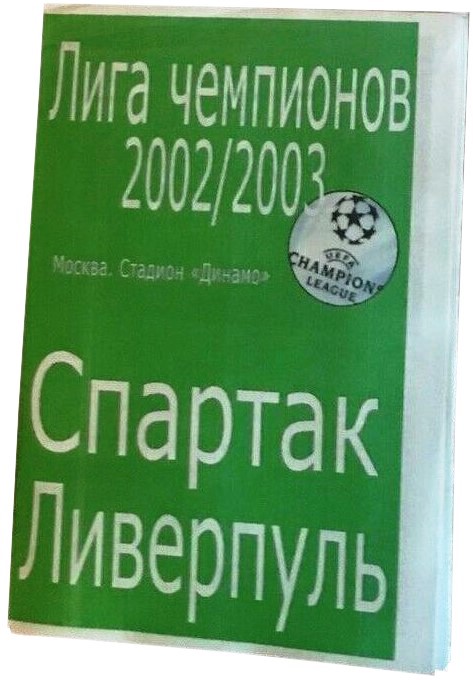 Лига чемпионов
2002/2003
UEFA
CHAMPIONS
LEAGUE
Москва. Стадион «Динамо»
Спартак
Ливерпуль